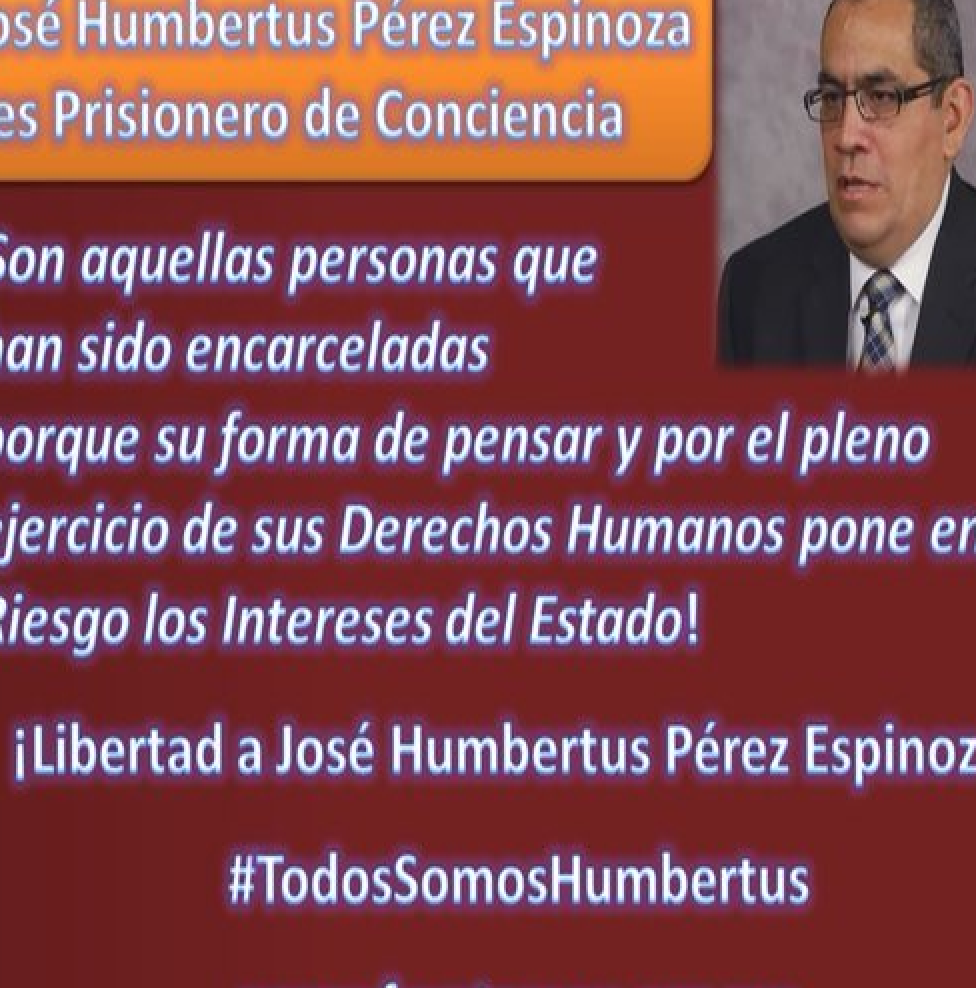 osé Humbertus Pérez Espinoza
es Prisionero de Conciencia
Son aquellas personas que
han sido encarceladas
porque su forma de pensar y por el pleno
ejercicio de sus Derechos Humanos pone en
Riesgo los Intereses del Estado!
¡Libertad a José Humbertus Pérez Espinoz
#TodosSomosHumbertus